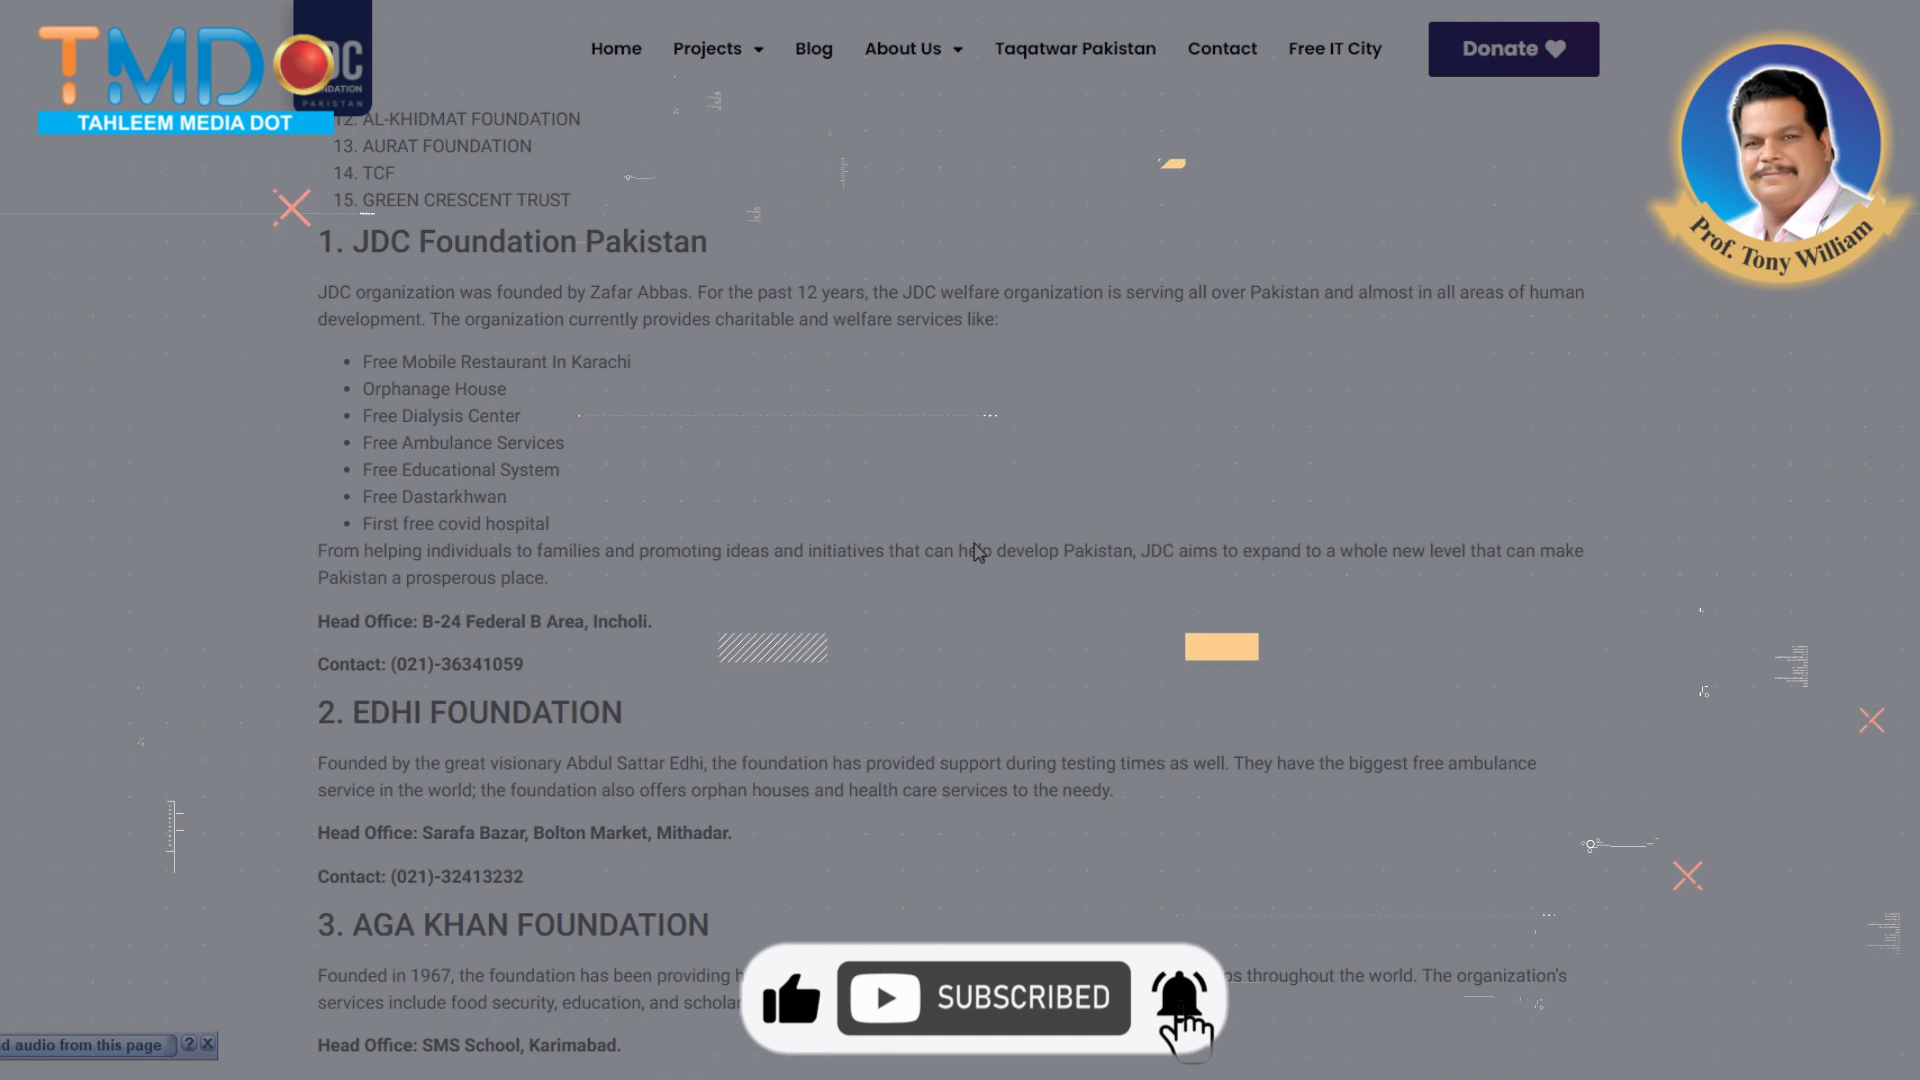 TMD
TAHLEEM MEDIA DOT
DC
NDATION
PAKISTAN
Home Projects Blog About Us Taqatwar Pakistan Contact Free IT City Donate
Prof. Tony William
12. AL-KHIDMAT FOUNDATION
13. AURAT FOUNDATION
14. TCF
15. GREEN CRESCENT TRUST
1. JDC Foundation Pakistan
JDC organization was founded by Zafar Abbas. For the past 12 years, the JDC welfare organization is serving all over Pakistan and almost in all areas of human
development. The organization currently provides charitable and welfare services like:
• Free Mobile Restaurant In Karachi
• Orphanage House
• Free Dialysis Center
• Free Ambulance Services
• Free Educational System
• Free Dastarkhwan
• First free covid hospital
From helping individuals to families and promoting ideas and initiatives that can help develop Pakistan, JDC aims to expand to a whole new level that can make
Pakistan a prosperous place.
Head Office: B-24 Federal B Area, Incholi.
Contact: (021)-36341059
2. EDHI FOUNDATION
Founded by the great visionary Abdul Sattar Edhi, the foundation has provided support during testing times as well. They have the biggest free ambulance
service in the world; the foundation also offers orphan houses and health care services to the needy.
Head Office: Sarafa Bazar, Bolton Market, Mithadar.
Contact: (021)-32413232
3. AGA KHAN FOUNDATION
Founded in 1967, the foundation has been providing throughout the world. The organization's
services include food security, education, and
SUBSCRIBED
d audio from this page ? X
Head Office: SMS School, Karimabad.